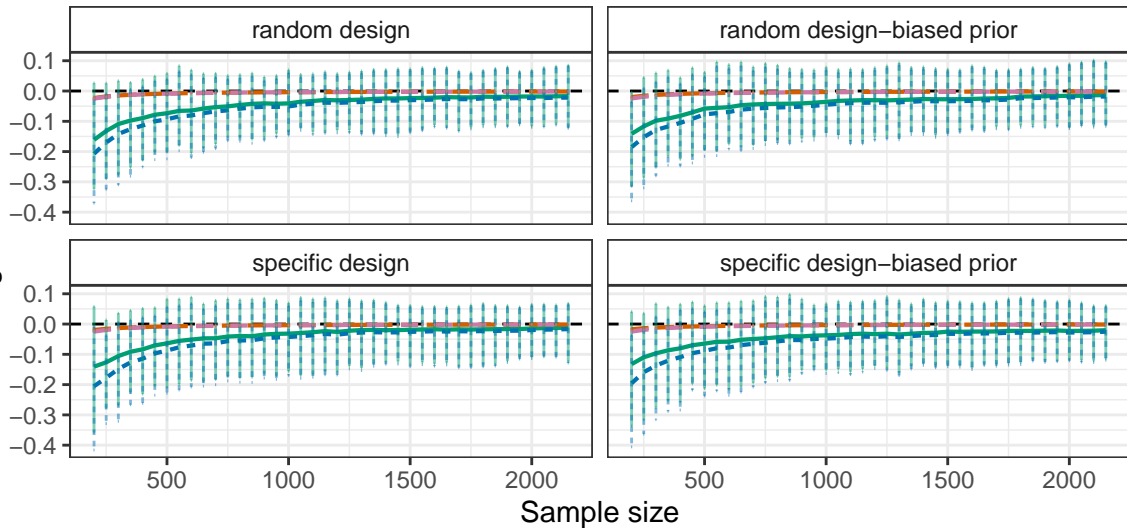 random design
random design−biased prior
0.1
0.0
−0.1
−0.2
−0.3
−0.4
specific design
specific design−biased prior
0.1
0.0
−0.1
−0.2
−0.3
−0.4
500 1000 1500 2000 500 1000 1500 2000
Sample size